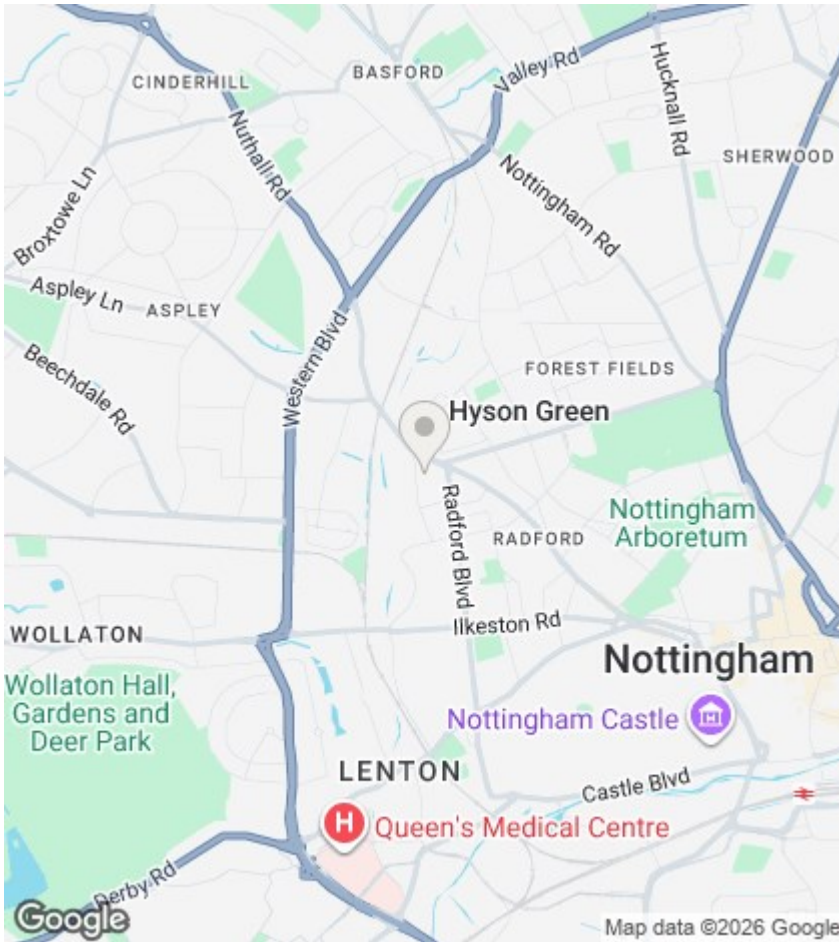 CINDERHILL
BASFORD
Valley Rd
Hucknall Rd
SHERWOOD
Nuthall Rd
Broxtowe Ln
Nottingham Rd
Aspley Ln
ASPLEY
Beechdale Rd
Western Blvd
FOREST FIELDS
Hyson Green
Radford Blvd
RADFORD
Nottingham
Arboretum
Ilkeston Rd
WOLLATON
Nottingham
Wollaton Hall,
Gardens and
Deer Park
Nottingham Castle
LENTON
Castle Blvd
H
Queen's Medical Centre
Derby Rd
Google
Map data ©2026 Google